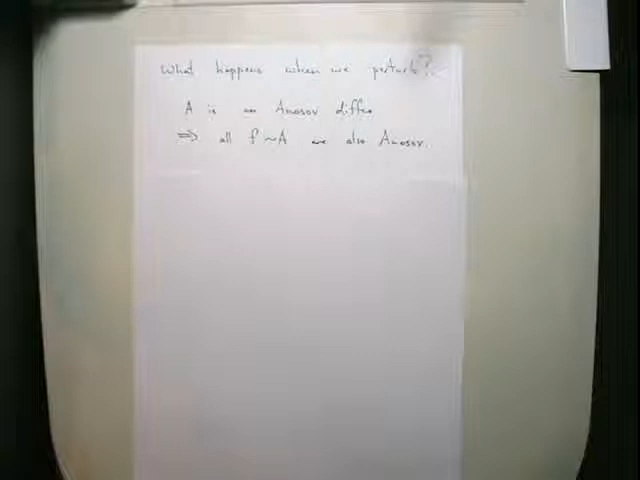 What happens when we perturb?
A is an Anosov diffeo
⇒ all f ~ A are also Anosov.